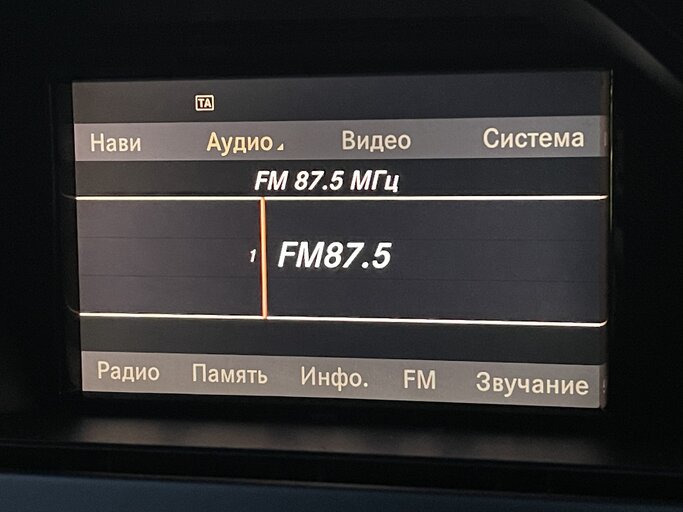 TA
Нави Аудио Видео Система
FM 87.5 МГц
1 FM87.5
Радио Память Инфо. FM Звучание